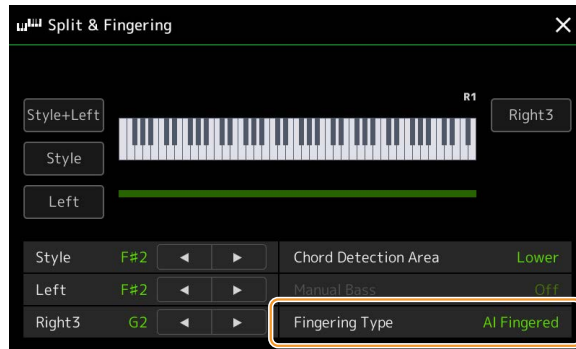 Split & Fingering
R1
Style+Left
Right3
Style
Left
Style F#2 Chord Detection Area Lower
Left F#2 Manual Bass Off
Right3 G2 Fingering Type AI Fingered